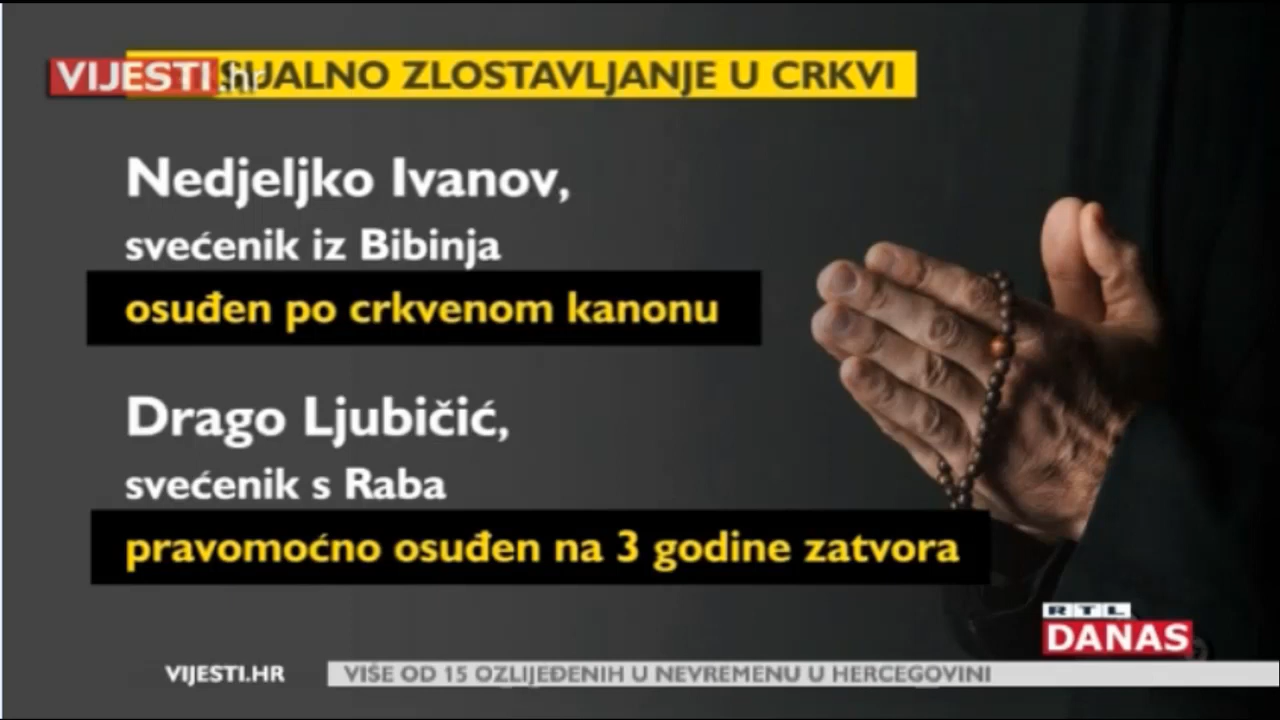 VIJESTI.hr
ZLOSTAVLJANJE U CRKVI
Nedjeljko Ivanov,
svećenik iz Bibinja
osuđen po crkvenom kanonu
Drago Ljubičić,
svećenik s Raba
pravomoćno osuđen na 3 godine zatvora
RTL
DANAS
VIJESTI.HR VIŠE OD 15 OZLIJEĐENIH U NEVREMENU U HERCEGOVINI